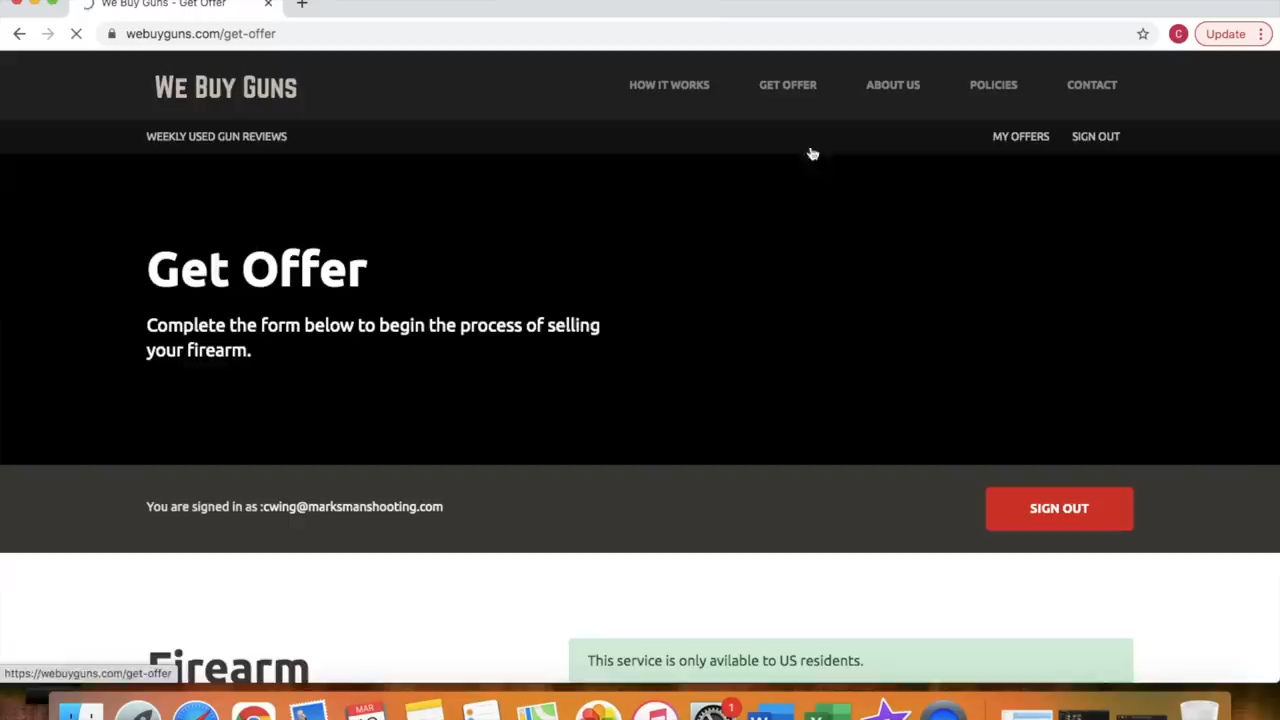 We Buy Guns - Get Offer
webuyguns.com/get-offer
C
Update
WE BUY GUNS
HOW IT WORKS
GET OFFER
ABOUT US
POLICIES
CONTACT
WEEKLY USED GUN REVIEWS
MY OFFERS
SIGN OUT
Get Offer
Complete the form below to begin the process of selling
your firearm.
You are signed in as :cwing@marksmanshooting.com
SIGN OUT
Firearm
This service is only avilable to US residents.
https://webuyguns.com/get-offer
MAR
1
W
X